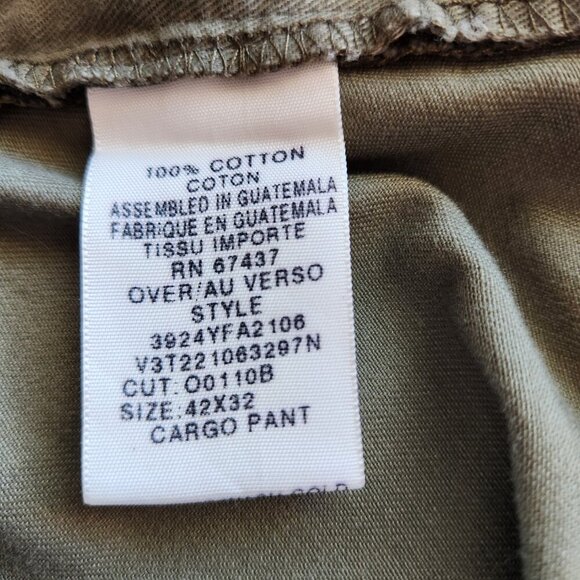 100% COTTON
COTON
ASSEMBLED IN GUATEMALA
FABRIQUE EN GUATEMALA
TISSU IMPORTE
RN 67437
OVER/AU VERSO
STYLE
3924YFA2106
V3T221063297N
CUT. O0110B
SIZE: 42X32
CARGO PANT